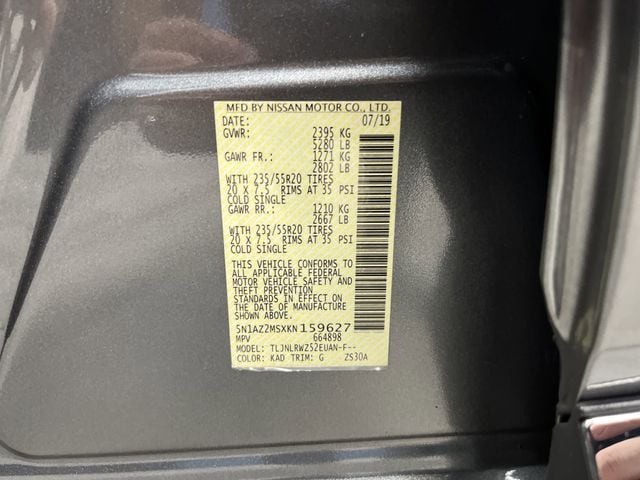 MFD BY NISSAN MOTOR CO., LTD.
DATE: 07/19
GVWR: 2395 KG
5280 LB
GAWR FR.: 1271 KG
2802 LB
WITH 235/55R20 TIRES
20 X 7.5 RIMS AT 35 PSI
COLD SINGLE
GAWR RR.: 1210 KG
2667 LB
WITH 235/55R20 TIRES
20 X 7.5 RIMS AT 35 PSI
COLD SINGLE
THIS VEHICLE CONFORMS TO
ALL APPLICABLE FEDERAL
MOTOR VEHICLE SAFETY AND
THEFT PREVENTION
STANDARDS IN EFFECT ON
THE DATE OF MANUFACTURE
SHOWN ABOVE.
5N1AZ2MSXKN159627
MPV 664898
MODEL: TLJNLRWZ52EUAN-F--
COLOR: KAD TRIM: G ZS30A